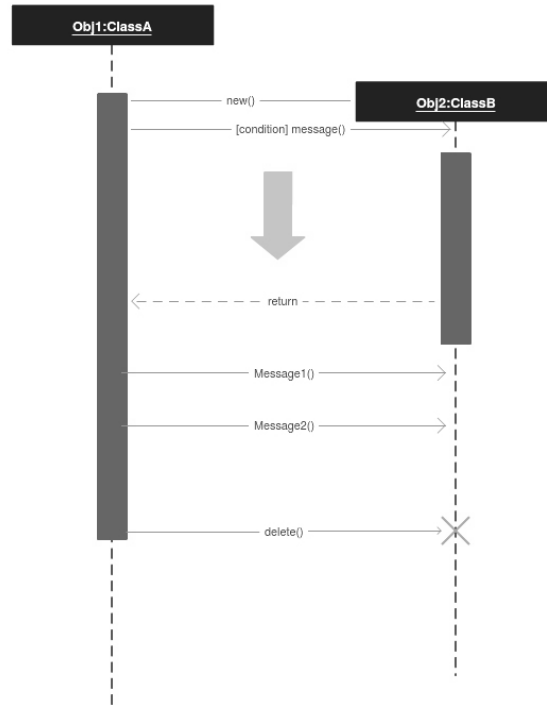 Obj1:ClassA
new()
Obj2:ClassB
[condition] message()
return
Message1()
Message2()
delete()